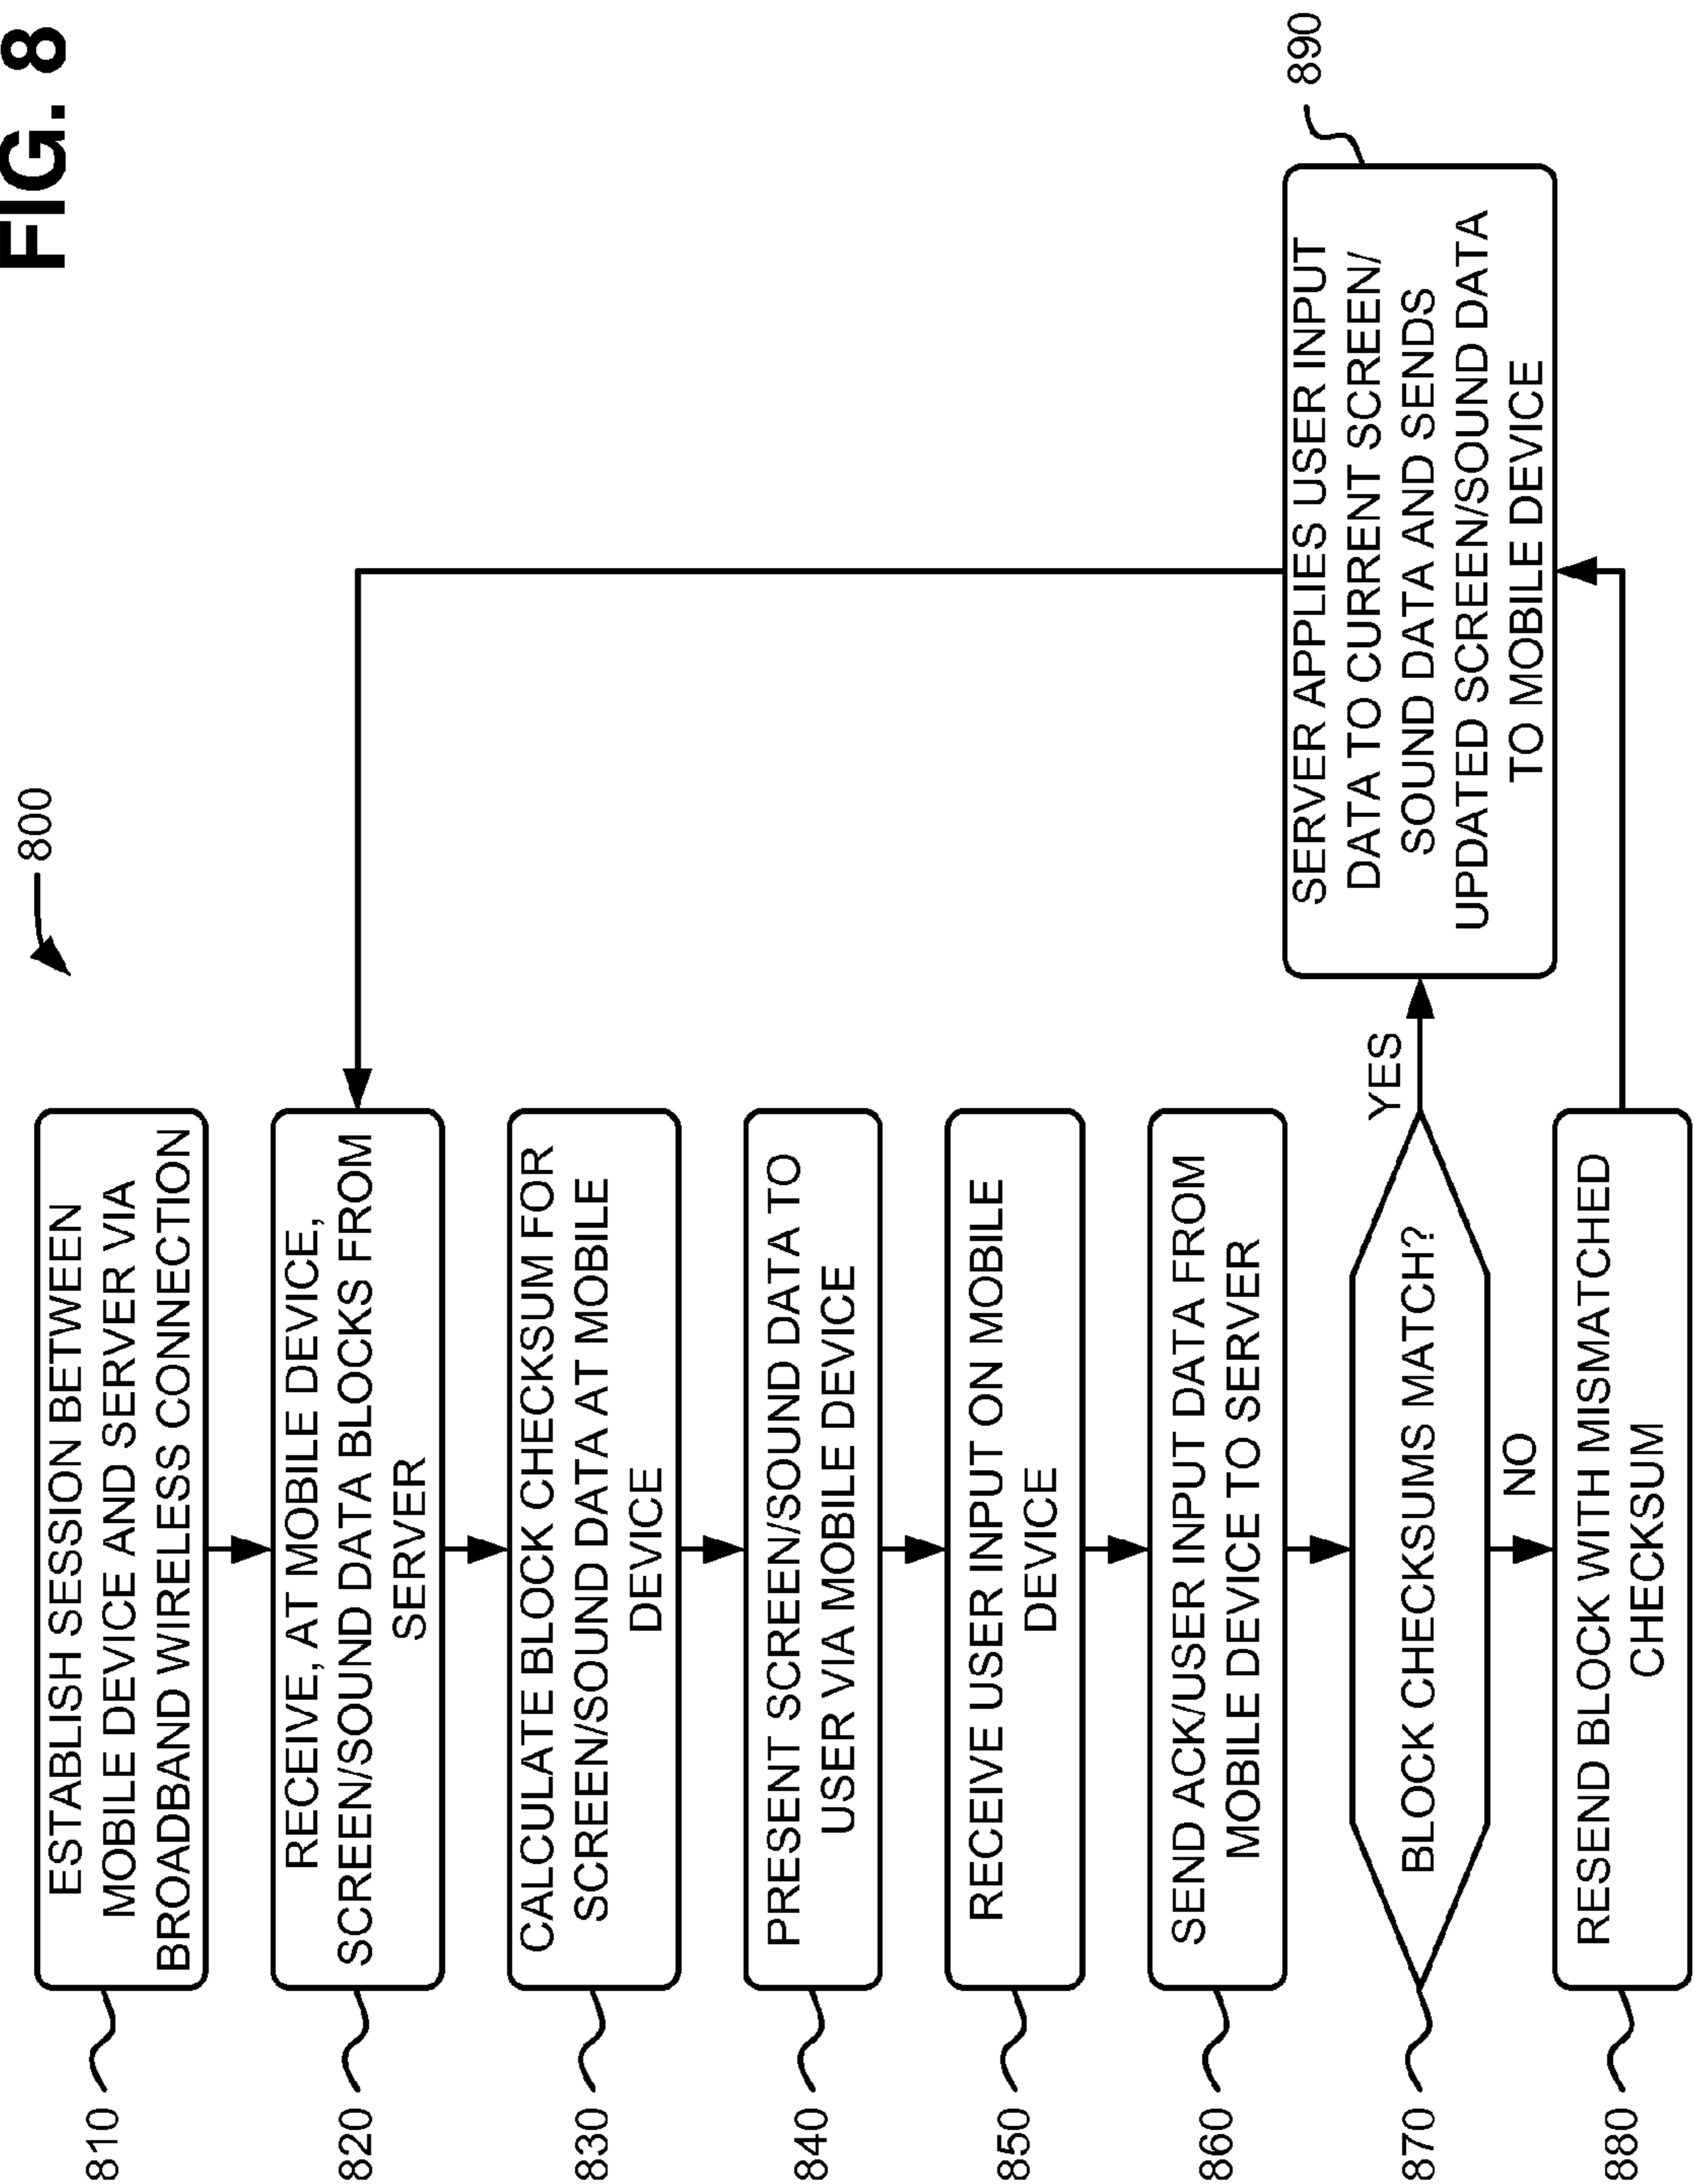 FIG. 8
800
810
ESTABLISH SESSION BETWEEN
MOBILE DEVICE AND SERVER VIA
BROADBAND WIRELESS CONNECTION
820
RECEIVE, AT MOBILE DEVICE,
SCREEN/SOUND DATA BLOCKS FROM
SERVER
830
CALCULATE BLOCK CHECKSUM FOR
SCREEN/SOUND DATA AT MOBILE
DEVICE
840
PRESENT SCREEN/SOUND DATA TO
USER VIA MOBILE DEVICE
850
RECEIVE USER INPUT ON MOBILE
DEVICE
860
SEND ACK/USER INPUT DATA FROM
MOBILE DEVICE TO SERVER
870
BLOCK CHECKSUMS MATCH?
YES
NO
880
RESEND BLOCK WITH MISMATCHED
CHECKSUM
890
SERVER APPLIES USER INPUT
DATA TO CURRENT SCREEN/
SOUND DATA AND SENDS
UPDATED SCREEN/SOUND DATA
TO MOBILE DEVICE